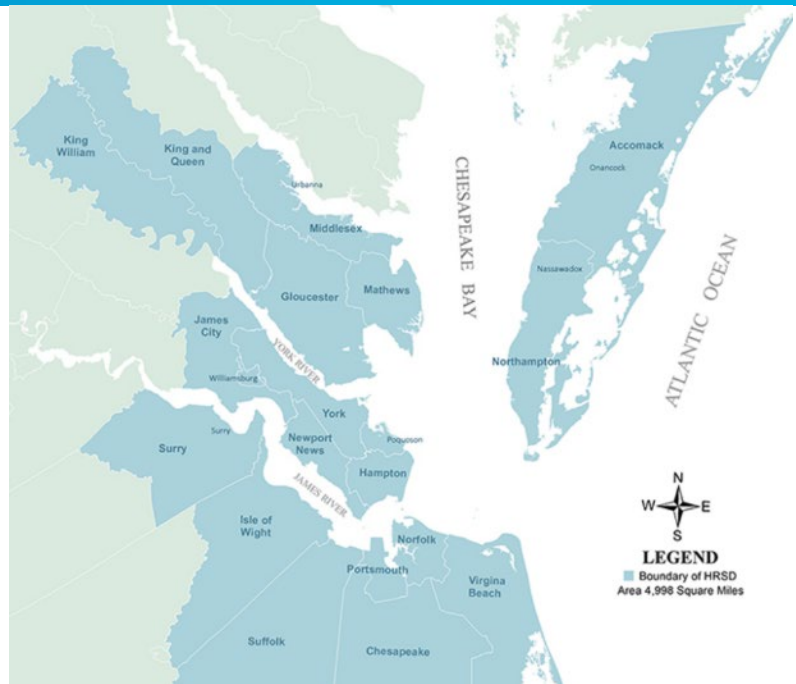 King
William
King and
Queen
Urbanna
Middlesex
Gloucester
Mathews
CHESAPEAKE BAY
Accomack
Onancock
Nassawadox
Northampton
ATLANTIC OCEAN
James
City
YORK RIVER
Williamsburg
York
Poquoson
Newport
News
Hampton
Surry
Surry
JAMES RIVER
Isle of
Wight
Norfolk
Portsmouth
Virgina
Beach
Suffolk
Chesapeake
N
W
E
S
LEGEND
Boundary of HRSD
Area 4,998 Square Miles